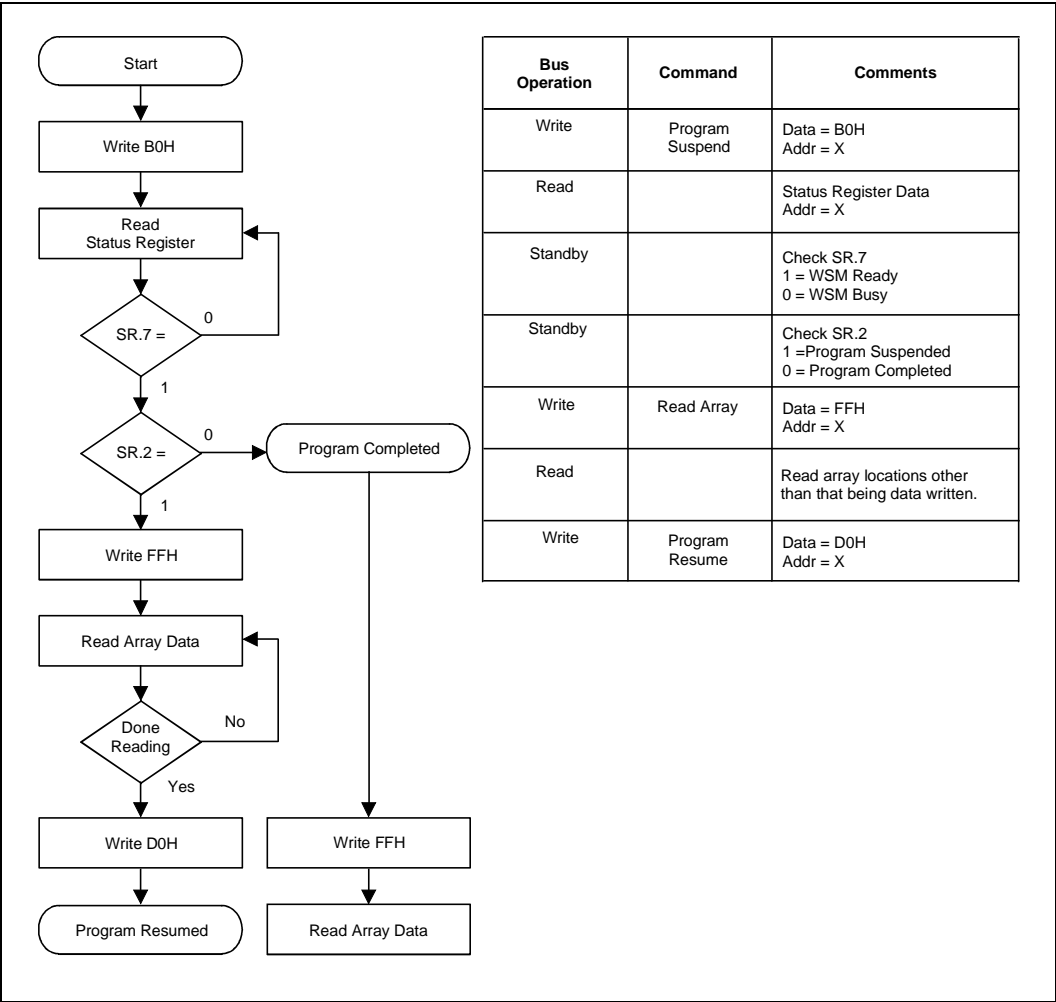 Start
Write B0H
Read
Status Register
SR.7 =
0
1
SR.2 =
0
Program Completed
1
Write FFH
Read Array Data
Done
Reading
No
Yes
Write D0H
Write FFH
Program Resumed
Read Array Data
Bus
Operation
Command
Comments
Write
Program
Suspend
Data = B0H
Addr = X
Read
Status Register Data
Addr = X
Standby
Check SR.7
1 = WSM Ready
0 = WSM Busy
Standby
Check SR.2
1 =Program Suspended
0 = Program Completed
Write
Read Array
Data = FFH
Addr = X
Read
Read array locations other
than that being data written.
Write
Program
Resume
Data = D0H
Addr = X